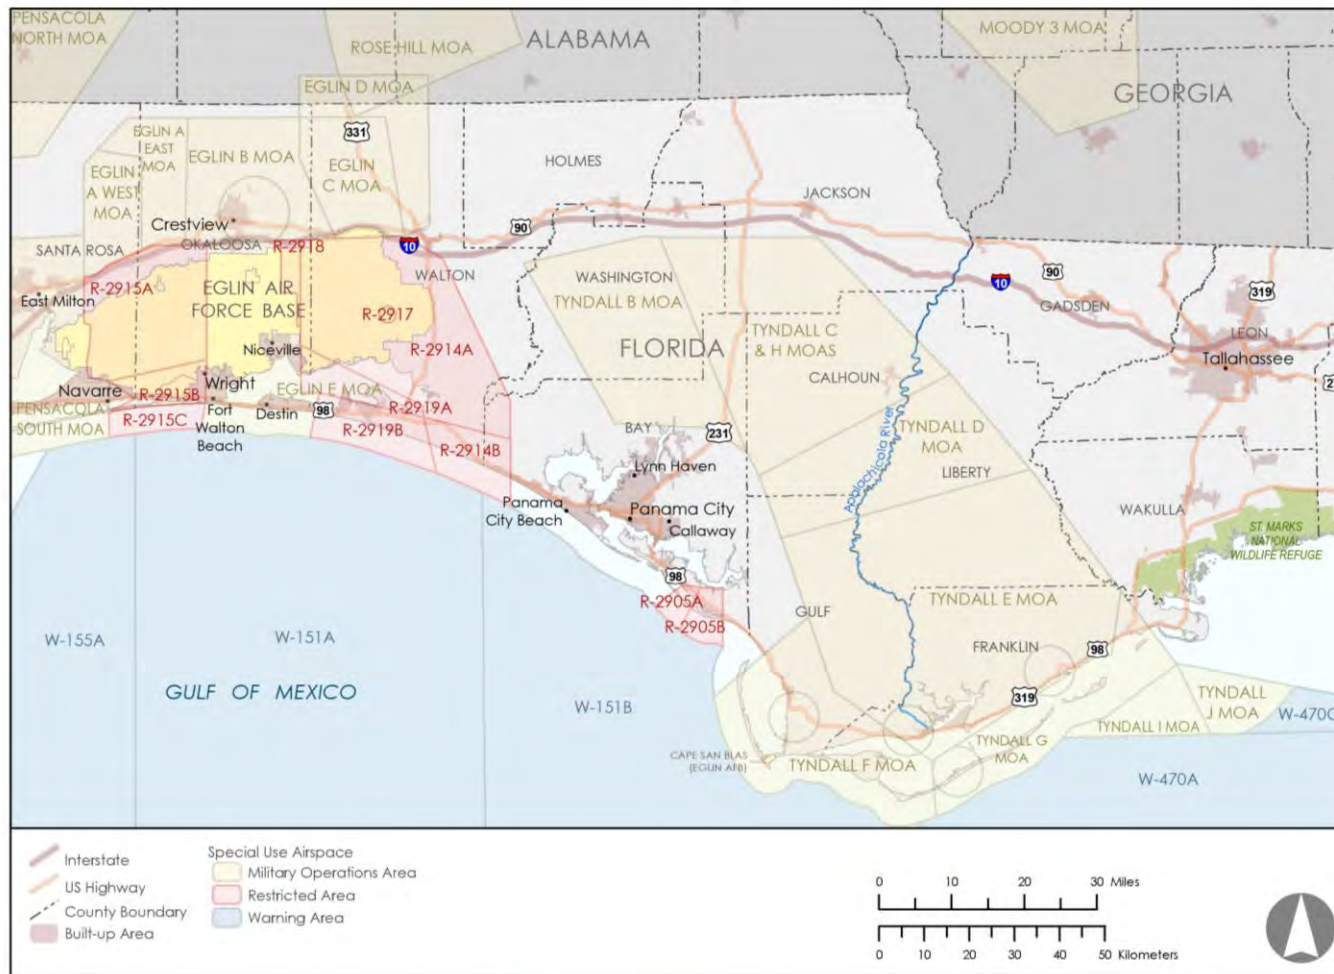 PENSACOLA
NORTH MOA
ROSE HILL MOA
ALABAMA
MOODY 3 MOA
GEORGIA
EGLIN D MOA
331
EGLIN A
EAST
MOA
EGLIN B MOA
EGLIN
C MOA
EGLIN
A WEST
MOA
HOLMES
JACKSON
Crestview
90
SANTA ROSA
OKALOOSA
R-2918
10
WALTON
WASHINGTON
TYNDALL B MOA
10
90
GADSDEN
319
LEON
Tallahassee
27
R-2915A
East Milton
EGLIN AIR
FORCE BASE
R-2917
R-2914A
Niceville
FLORIDA
TYNDALL C
& H MOAS
CALHOUN
Navarre
R-2915B
Wright
EGLIN E MOA
PENSACOLA
SOUTH MOA
R-2915C
Fort
Walton
Beach
Destin
98
R-2919A
R-2919B
R-2914B
BAY
231
Lynn Haven
TYNDALL D
MOA
LIBERTY
Apalachicola River
Panama
City Beach
Panama City
Callaway
WAKULLA
ST. MARKS
NATIONAL
WILDLIFE REFUGE
98
R-2905A
R-2905B
GULF
TYNDALL E MOA
FRANKLIN
98
319
W-155A
W-151A
GULF OF MEXICO
W-151B
TYNDALL
J MOA
W-470C
TYNDALL I MOA
TYNDALL G
MOA
CAPE SAN BLAS
(EGLIN AFB)
TYNDALL F MOA
W-470A
Interstate
US Highway
County Boundary
Built-up Area
Special Use Airspace
Military Operations Area
Restricted Area
Warning Area
0 10 20 30 Miles
0 10 20 30 40 50 Kilometers